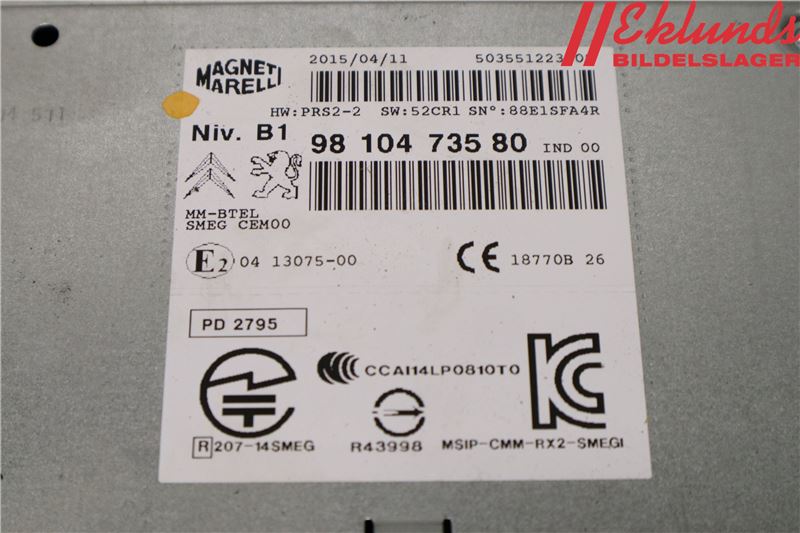 Eklunds
BILDELSLAGER
MAGNETI
MARELLI
2015/04/11
HW:PRS2-2 SW:52CR1 SN°:88E1SFA4R
Niv. B1
98 104 735 80 IND 00
MM-BTEL
SMEG CEM00
E2 04 13075-00
CE 18770B 26
PD 2795
CCAI14LP0810T0
R 207-14SMEG
R43998
MSIP-CMM-RX2-SMEGI